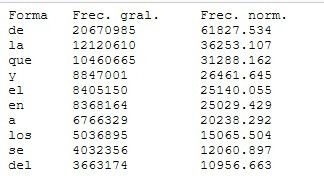 Forma Frec. gral. Frec. norm.
de 20670985 61827.534
la 12120610 36253.107
que 10460665 31288.162
y 8847001 26461.645
el 8405150 25140.055
en 8368164 25029.429
a 6766329 20238.292
los 5036895 15065.504
se 4032356 12060.897
del 3663174 10956.663